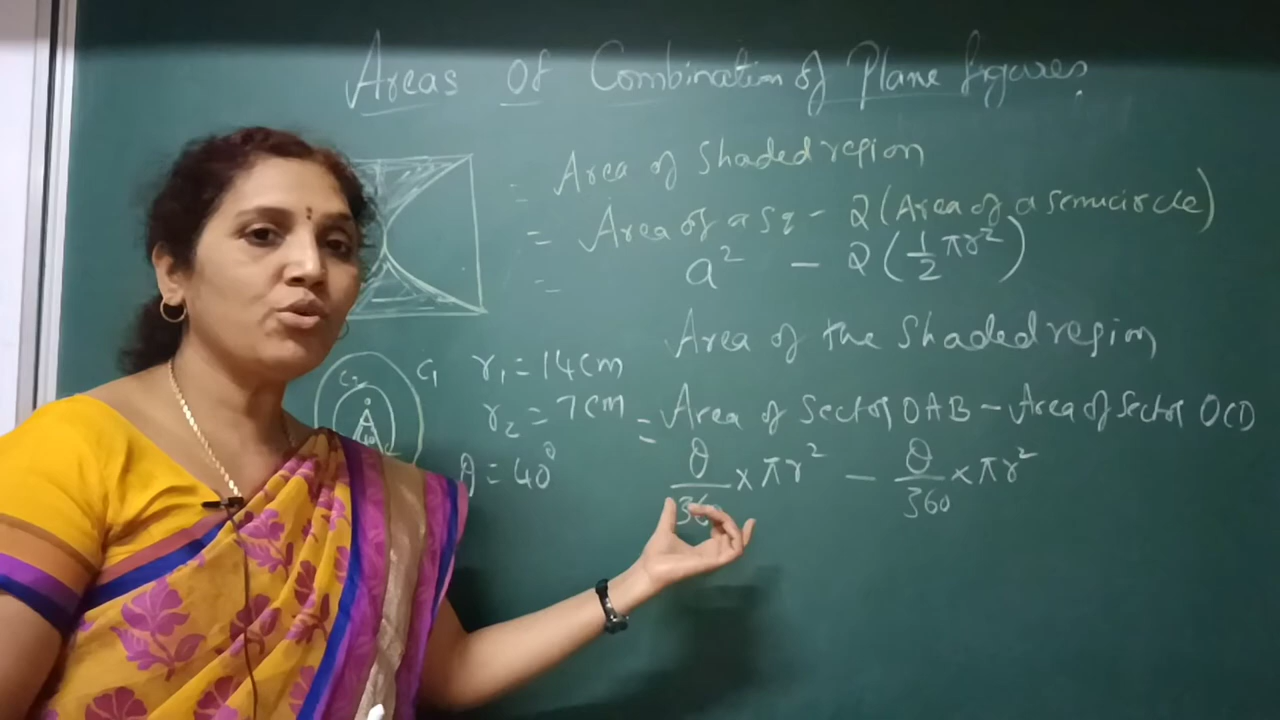 Areas Of Combination of Plane figures
= Area of Shaded region
= Area of a sq - 2 (Area of a semicircle)
= a² - 2 (1/2 πr²)
Area of the Shaded region
C₂ C₁ r₁ = 14cm
r₂ = 7cm
= Area of Sector OAB - Area of Sector OCD
θ = 40°
θ/360 × πr² - θ/360 × πr²